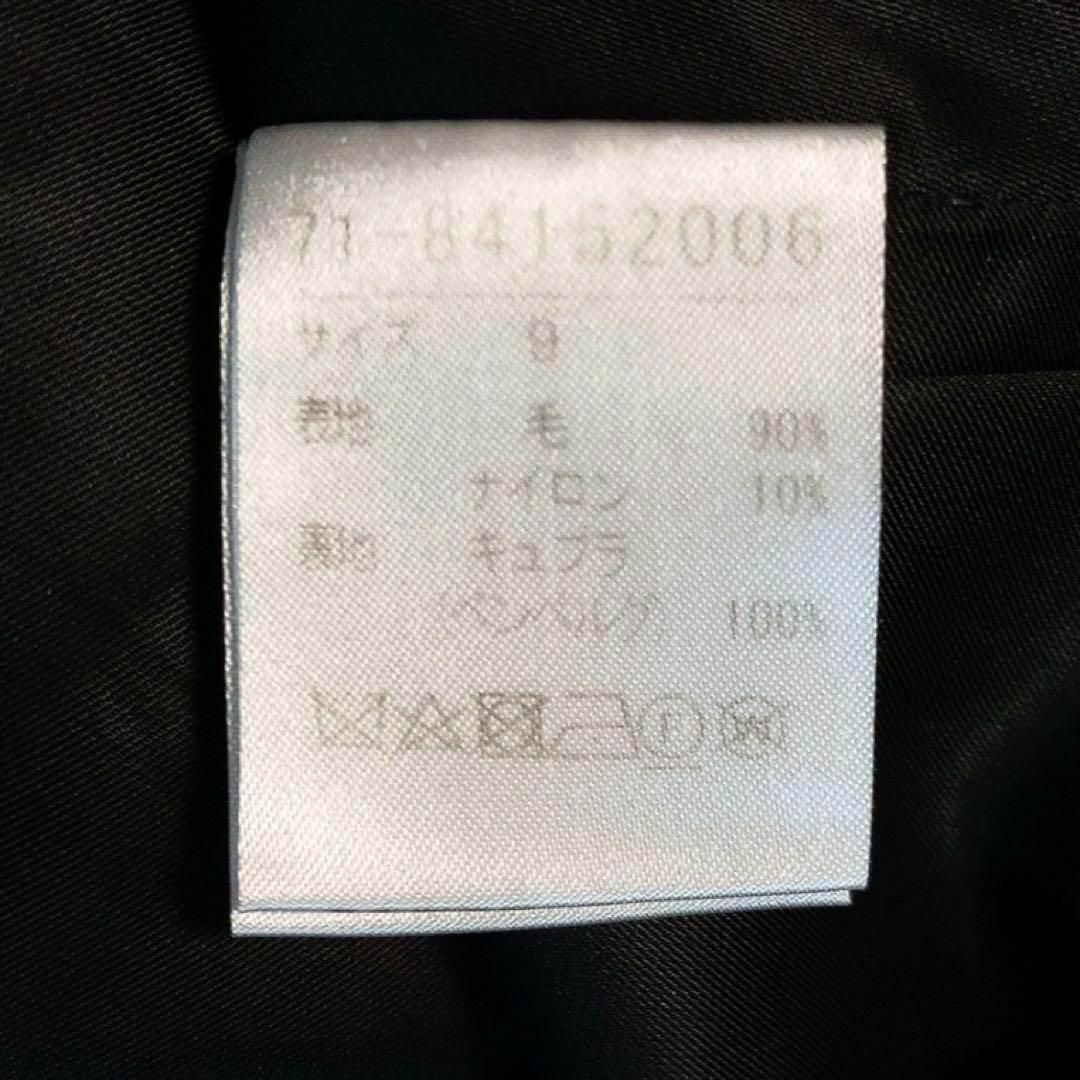 71-84152006
サイズ 9
表地 毛 90%
ナイロン 10%
裏地 キュプラ
ベンベルグ 100%